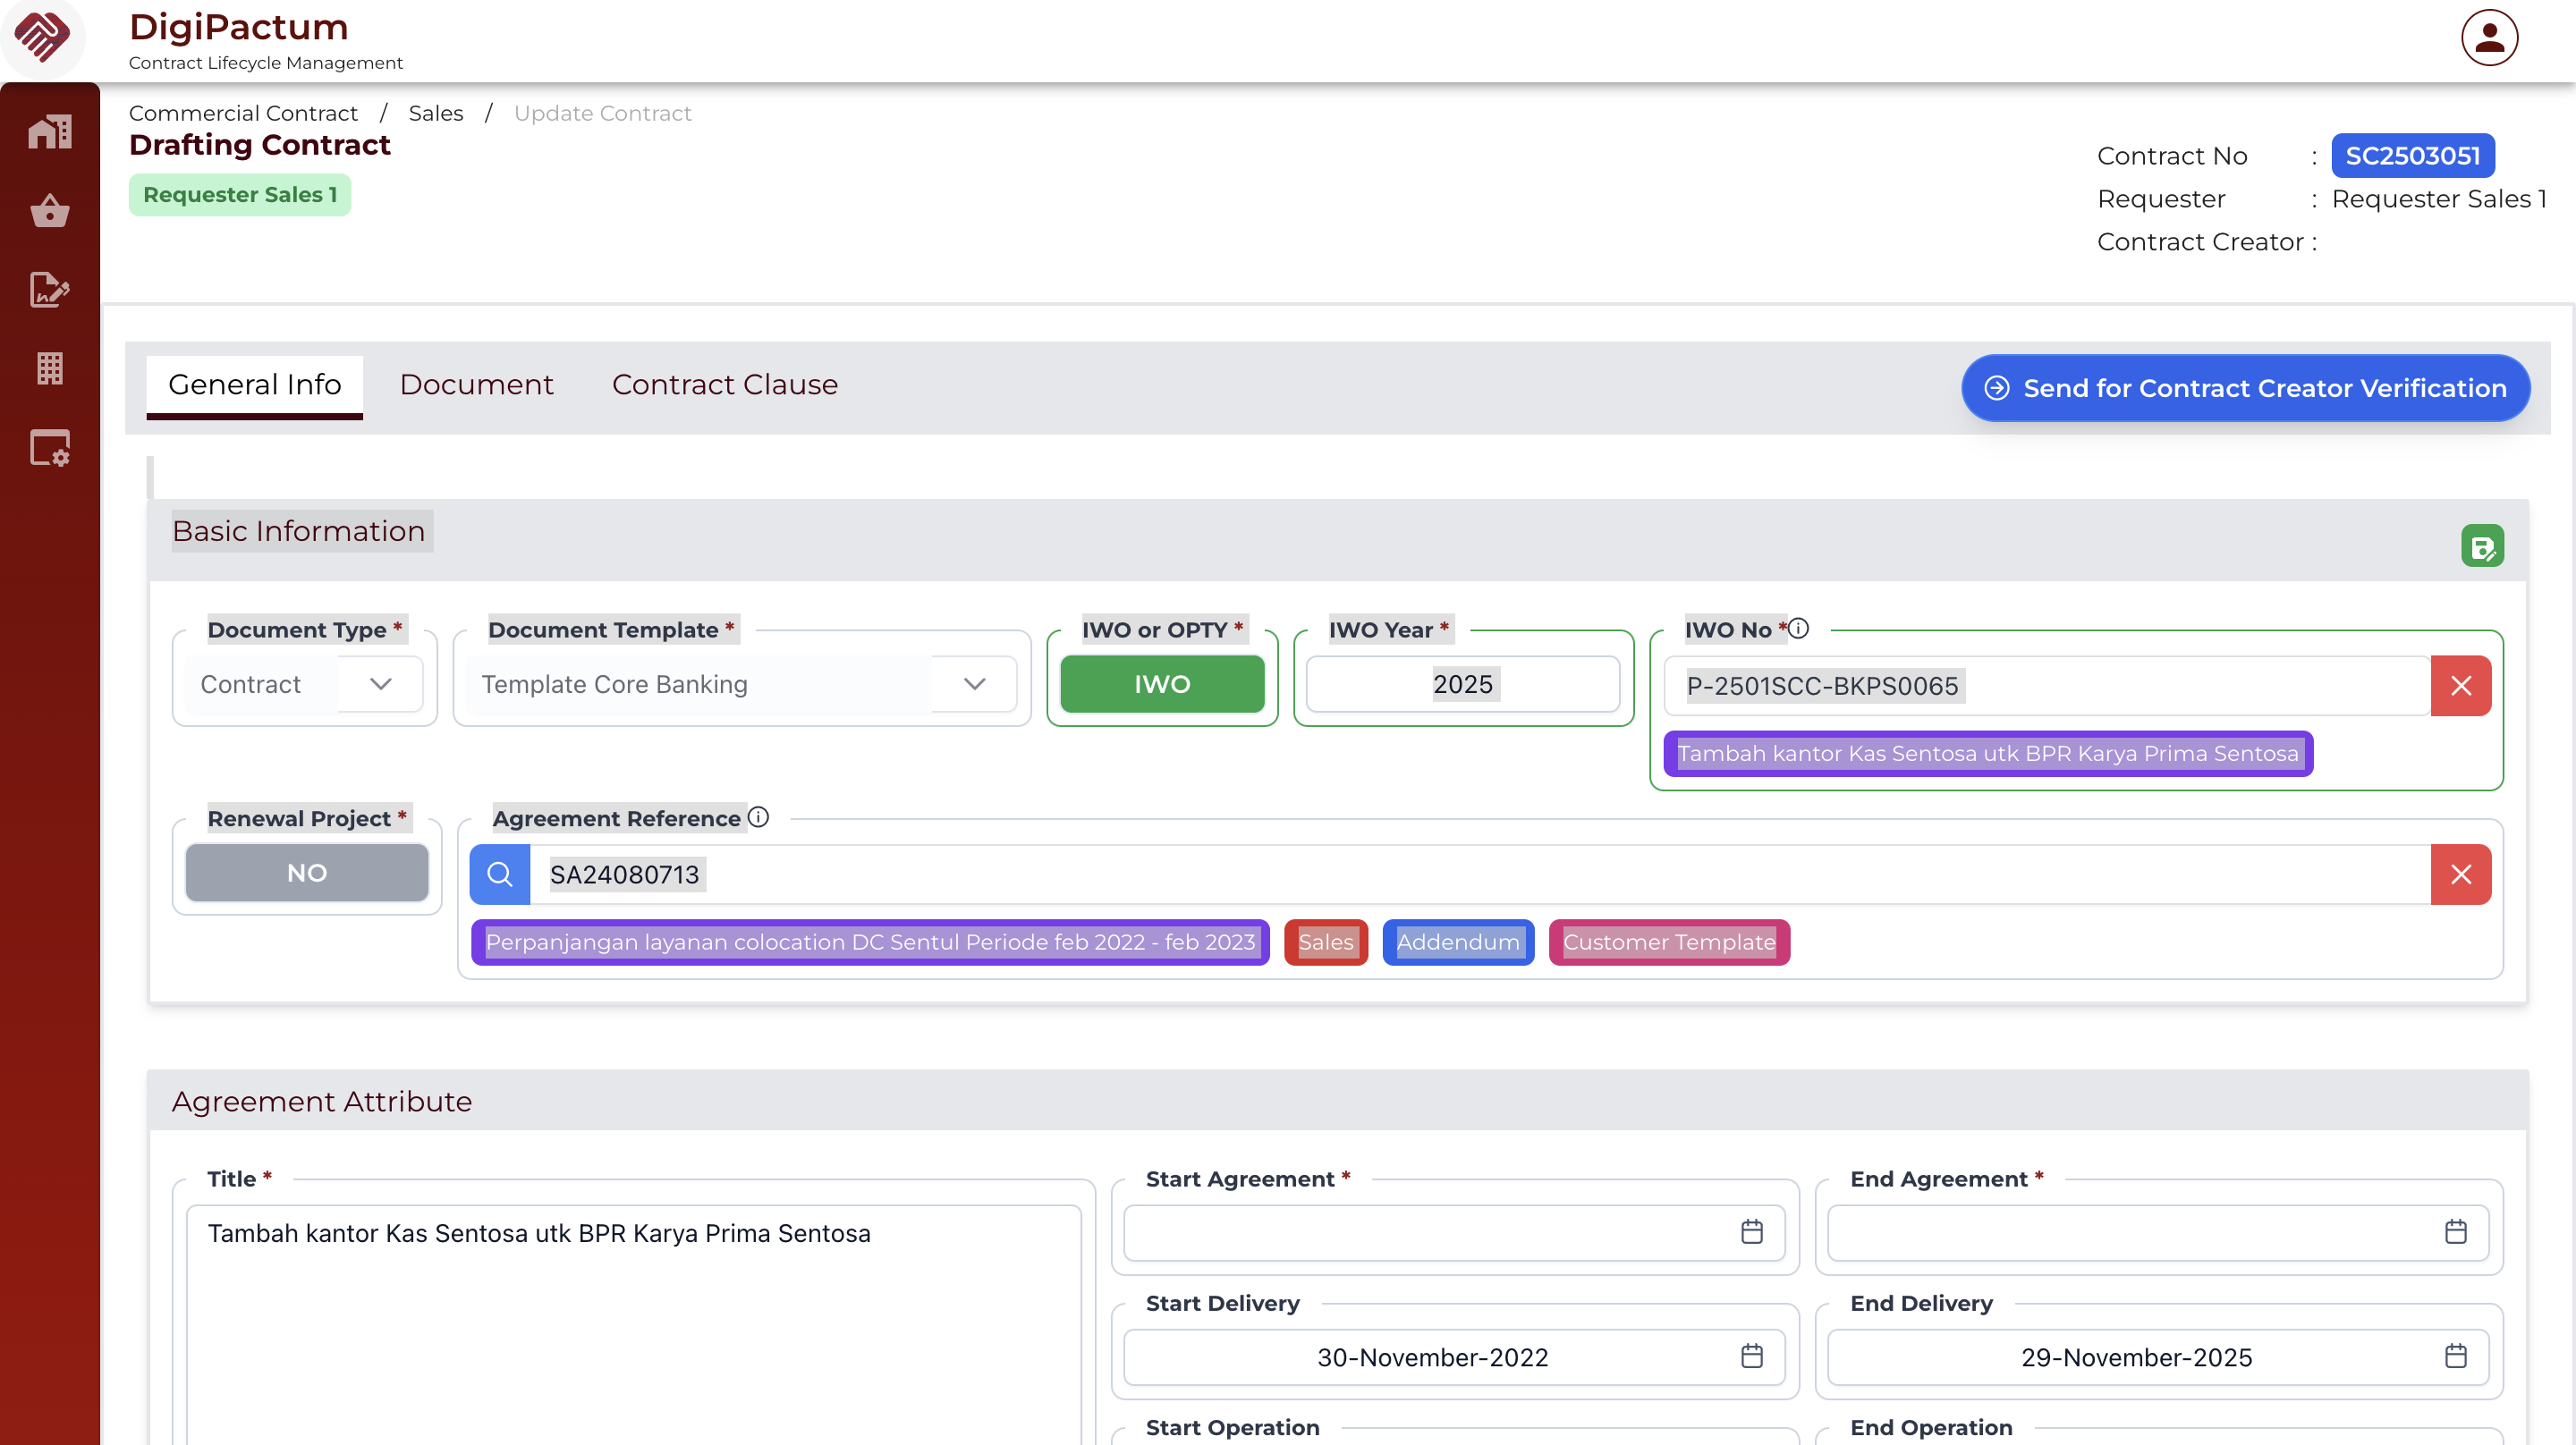 DigiPactum
Contract Lifecycle Management
Commercial Contract / Sales / Update Contract
Drafting Contract
Requester Sales 1
Contract No : SC2503051
Requester : Requester Sales 1
Contract Creator :
General Info Document Contract Clause Send for Contract Creator Verification
Basic Information
Document Type * Document Template * IWO or OPTY * IWO Year * IWO No *
Contract Template Core Banking IWO 2025 P-2501SCC-BKPS0065
Tambah kantor Kas Sentosa utk BPR Karya Prima Sentosa
Renewal Project * Agreement Reference
NO SA24080713
Perpanjangan layanan colocation DC Sentul Periode feb 2022 - feb 2023 Sales Addendum Customer Template
Agreement Attribute
Title * Start Agreement * End Agreement *
Tambah kantor Kas Sentosa utk BPR Karya Prima Sentosa
Start Delivery End Delivery
30-November-2022 29-November-2025
Start Operation End Operation